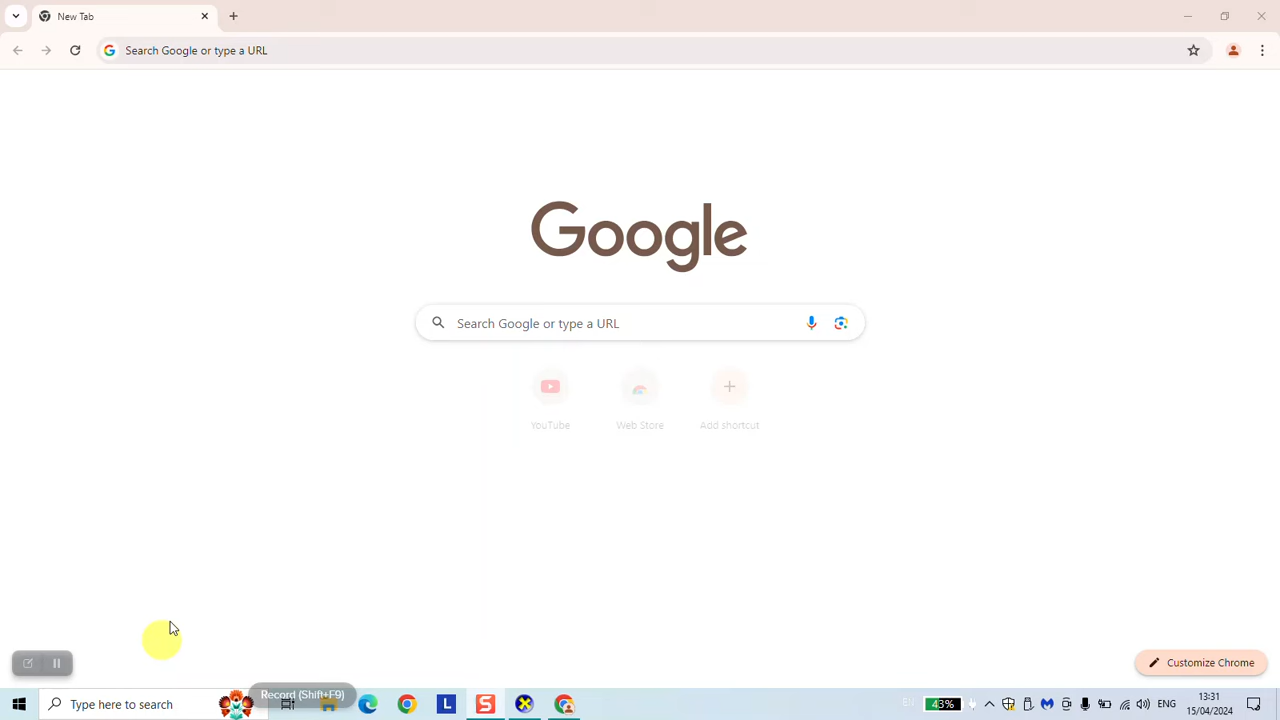 New Tab
Search Google or type a URL
Google
Search Google or type a URL
YouTube
Web Store
Add shortcut
Customize Chrome
Record (Shift+F9)
Type here to search
L
S
EU
43%
ENG
13:31
15/04/2024